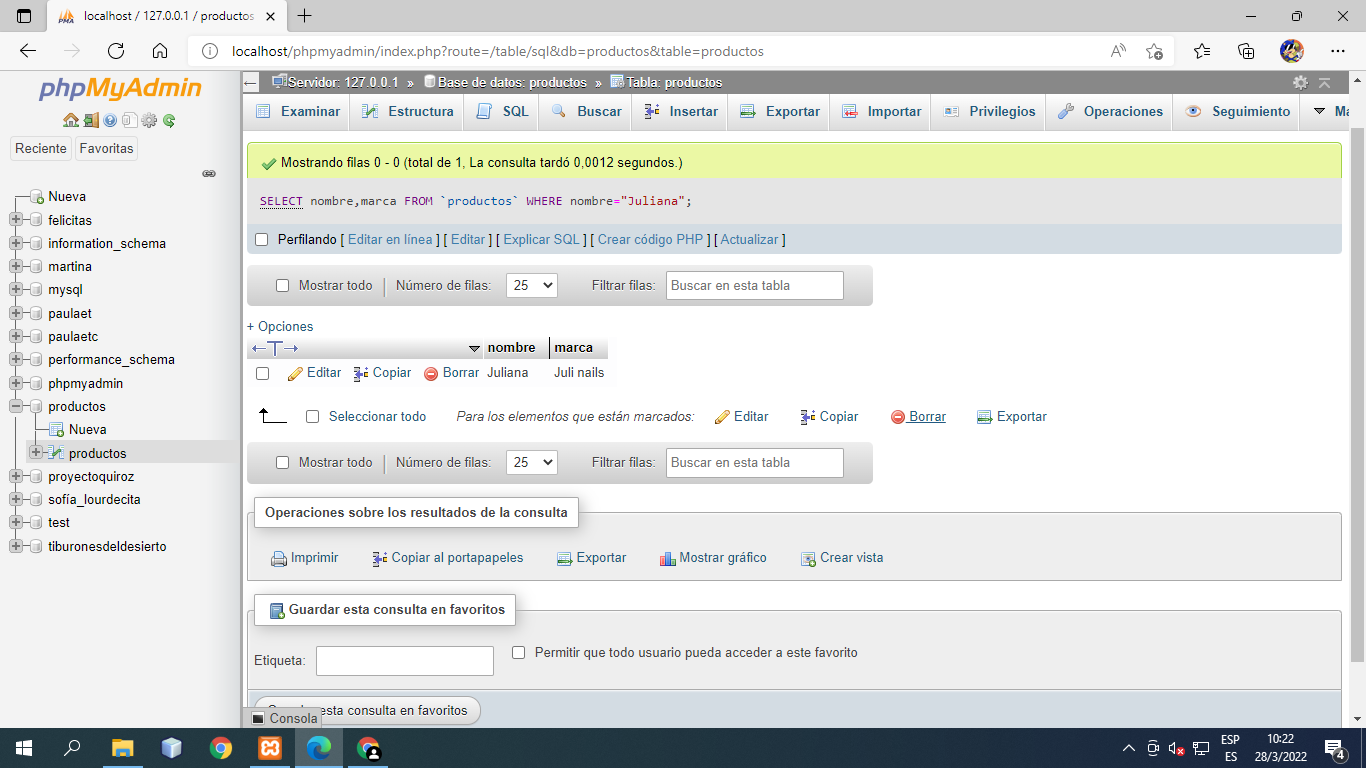 localhost / 127.0.0.1 / productos
localhost/phpmyadmin/index.php?route=/table/sql&db=productos&table=productos
phpMyAdmin
Reciente Favoritas
Nueva
felicitas
information_schema
martina
mysql
paulaet
paulaetc
performance_schema
phpmyadmin
productos
Nueva
productos
proyectoquiroz
sofía_lourdecita
test
tiburonesdeldesierto
Servidor: 127.0.0.1 » Base de datos: productos » Tabla: productos
Examinar Estructura SQL Buscar Insertar Exportar Importar Privilegios Operaciones Seguimiento Ma
Mostrando filas 0 - 0 (total de 1, La consulta tardó 0,0012 segundos.)
SELECT nombre,marca FROM `productos` WHERE nombre="Juliana";
Perfilando [ Editar en línea ] [ Editar ] [ Explicar SQL ] [ Crear código PHP ] [ Actualizar ]
Mostrar todo Número de filas: 25 Filtrar filas: Buscar en esta tabla
+ Opciones
nombre marca
Editar Copiar Borrar Juliana Juli nails
Seleccionar todo Para los elementos que están marcados: Editar Copiar Borrar Exportar
Mostrar todo Número de filas: 25 Filtrar filas: Buscar en esta tabla
Operaciones sobre los resultados de la consulta
Imprimir Copiar al portapapeles Exportar Mostrar gráfico Crear vista
Guardar esta consulta en favoritos
Etiqueta: Permitir que todo usuario pueda acceder a este favorito
esta consulta en favoritos
Consola
ESP
ES
10:22
28/3/2022
4